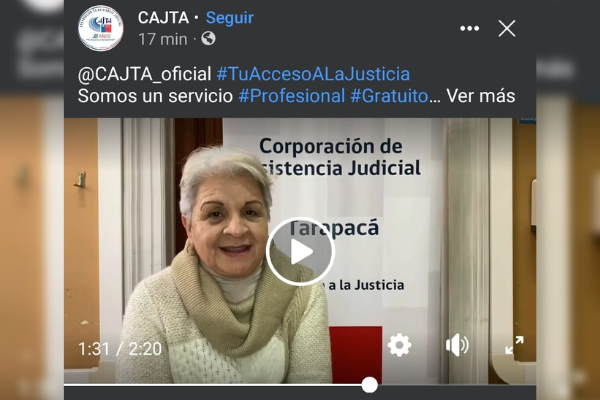 CAJTA
CAJTA • Seguir
17 min ·
@CAJTA_oficial #TuAccesoALaJusticia
Somos un servicio #Profesional #Gratuito... Ver más
Corporación de
sistencia Judicial
Tarapacá
a la Justicia
1:31 / 2:20